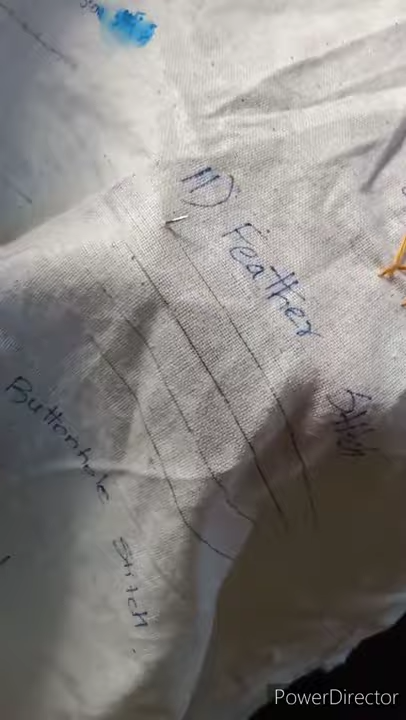 11) Feather
Stitch
Buttonhole
Stitch.
PowerDirector